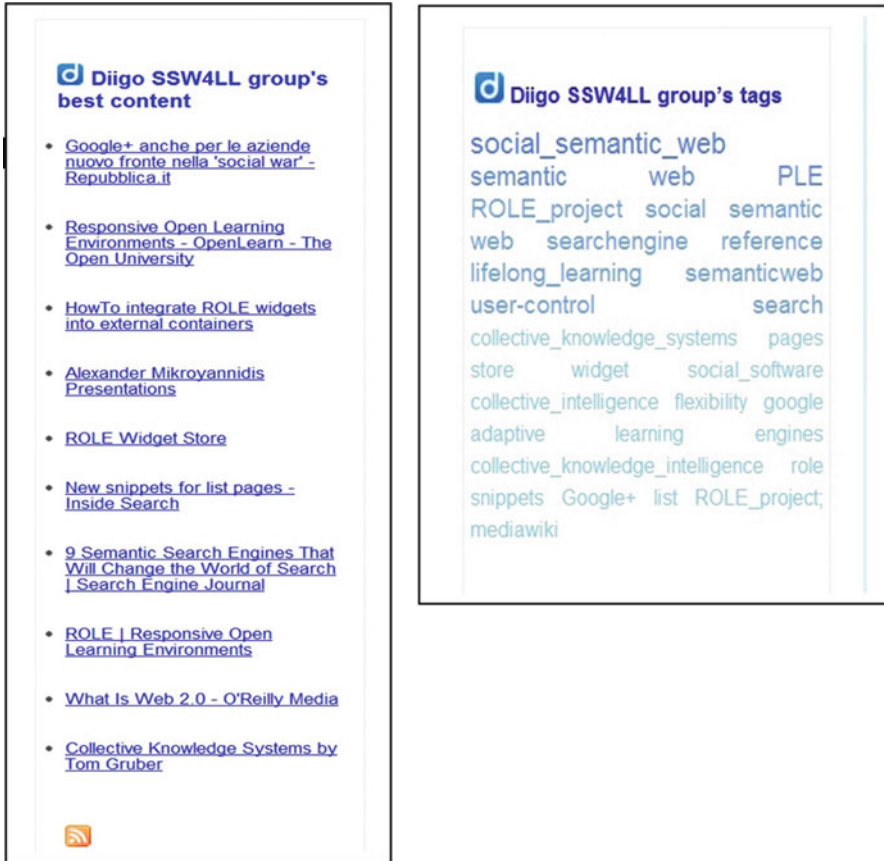 Diigo SSW4LL group's
best content
Google+ anche per le aziende
nuovo fronte nella 'social war' -
Repubblica.it
Responsive Open Learning
Environments - OpenLearn - The
Open University
HowTo integrate ROLE widgets
into external containers
Alexander Mikroyannidis
Presentations
ROLE Widget Store
New snippets for list pages -
Inside Search
9 Semantic Search Engines That
Will Change the World of Search
| Search Engine Journal
ROLE | Responsive Open
Learning Environments
What Is Web 2.0 - O'Reilly Media
Collective Knowledge Systems by
Tom Gruber
Diigo SSW4LL group's tags
social_semantic_web
semantic web PLE
ROLE_project social semantic
web searchengine reference
lifelong_learning semanticweb
user-control search
collective_knowledge_systems pages
store widget social_software
collective_intelligence flexibility google
adaptive learning engines
collective_knowledge_intelligence role
snippets Google+ list ROLE_project;
mediawiki